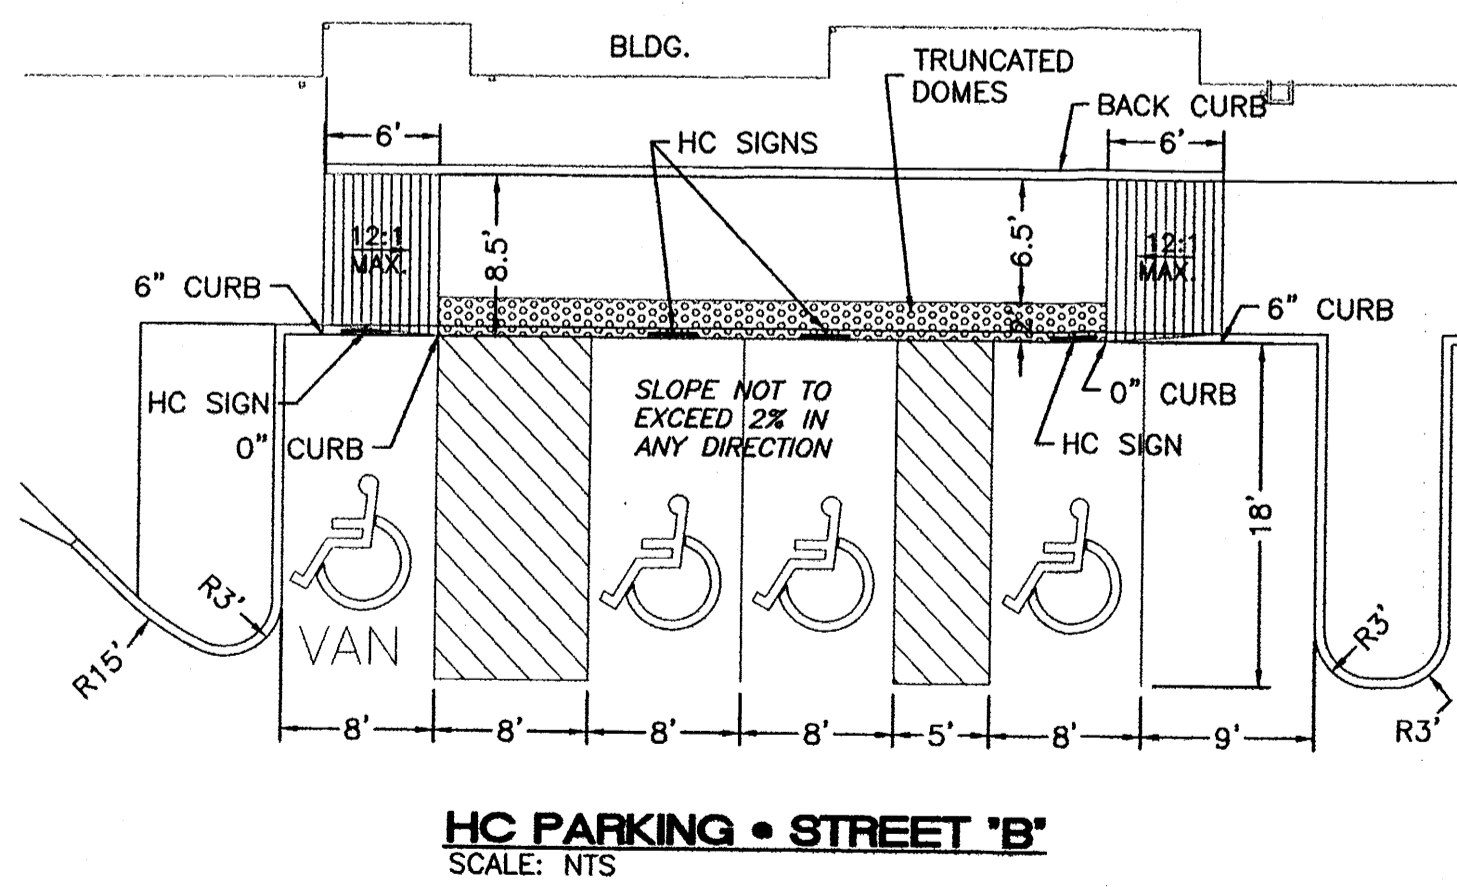 BLDG.
TRUNCATED
DOMES
BACK CURB
6'
HC SIGNS
6'
12:1
MAX.
8.5'
6.5'
12:1
MAX.
6" CURB
2'
6" CURB
HC SIGN
0" CURB
SLOPE NOT TO
EXCEED 2% IN
ANY DIRECTION
0" CURB
HC SIGN
18'
R3'
R15'
VAN
R3'
R3'
8'
8'
8'
8'
5'
8'
9'
HC PARKING • STREET "B"
SCALE: NTS